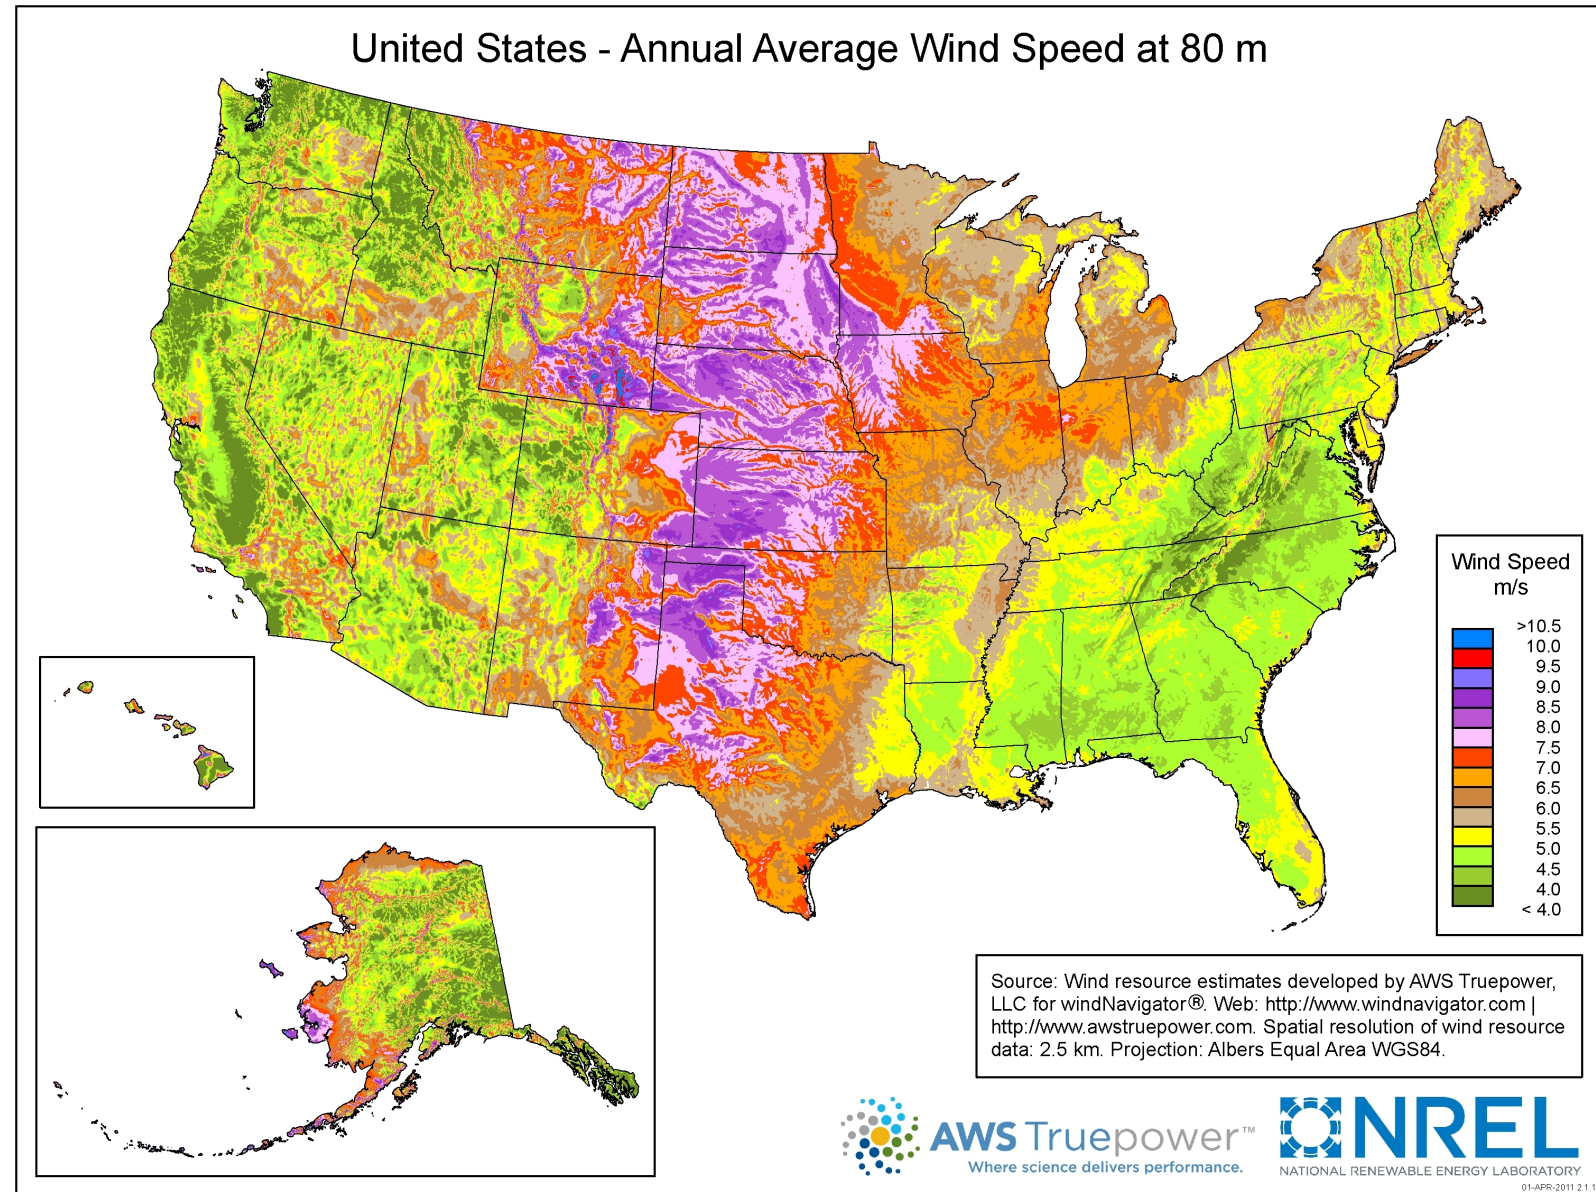 United States - Annual Average Wind Speed at 80 m
Wind Speed
m/s
>10.5
10.0
9.5
9.0
8.5
8.0
7.5
7.0
6.5
6.0
5.5
5.0
4.5
4.0
< 4.0
Source: Wind resource estimates developed by AWS Truepower,
LLC for windNavigator®. Web: http://www.windnavigator.com |
http://www.awstruepower.com. Spatial resolution of wind resource
data: 2.5 km. Projection: Albers Equal Area WGS84.
AWS Truepower™
Where science delivers performance.
NREL
NATIONAL RENEWABLE ENERGY LABORATORY
01-APR-2011 2.1.1